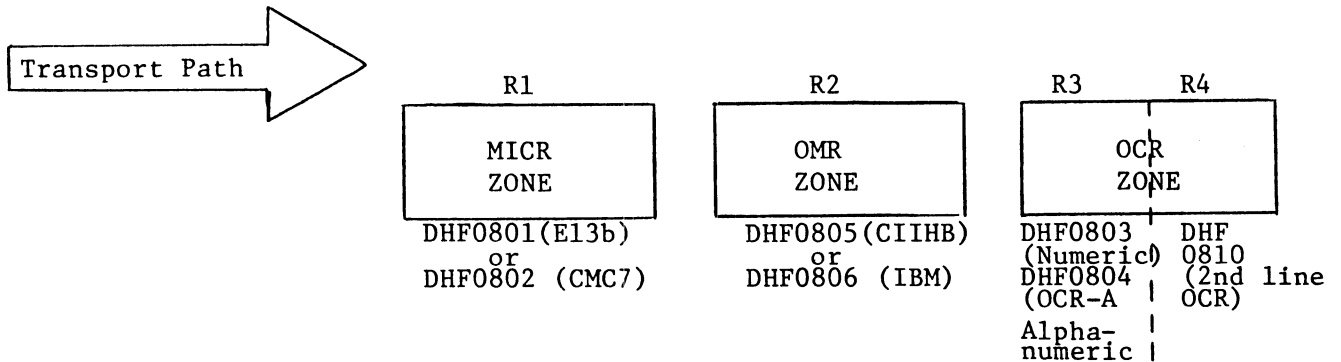 Transport Path
R1 R2 R3 R4
MICR
ZONE
OMR
ZONE
OCR
ZONE
DHF0801(E13b)
or
DHF0802 (CMC7)
DHF0805(CIIHB)
or
DHF0806 (IBM)
DHF0803
(Numeric)
DHF0804
(OCR-A
Alpha-
numeric
DHF
0810
(2nd line
OCR)